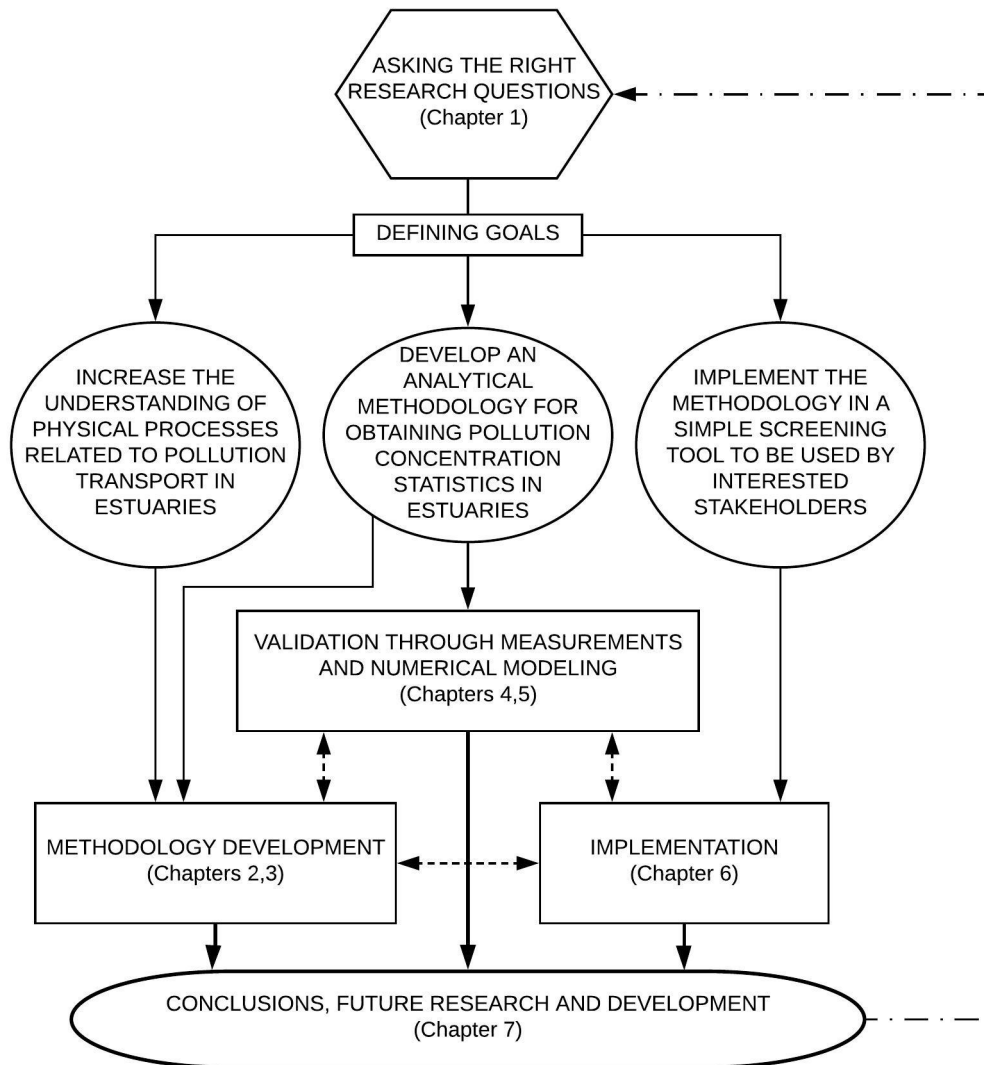 ASKING THE RIGHT
RESEARCH QUESTIONS
(Chapter 1)
DEFINING GOALS
INCREASE THE
UNDERSTANDING OF
PHYSICAL PROCESSES
RELATED TO POLLUTION
TRANSPORT IN
ESTUARIES
DEVELOP AN
ANALYTICAL
METHODOLOGY FOR
OBTAINING POLLUTION
CONCENTRATION
STATISTICS IN
ESTUARIES
IMPLEMENT THE
METHODOLOGY IN A
SIMPLE SCREENING
TOOL TO BE USED BY
INTERESTED
STAKEHOLDERS
VALIDATION THROUGH MEASUREMENTS
AND NUMERICAL MODELING
(Chapters 4,5)
METHODOLOGY DEVELOPMENT
(Chapters 2,3)
IMPLEMENTATION
(Chapter 6)
CONCLUSIONS, FUTURE RESEARCH AND DEVELOPMENT
(Chapter 7)